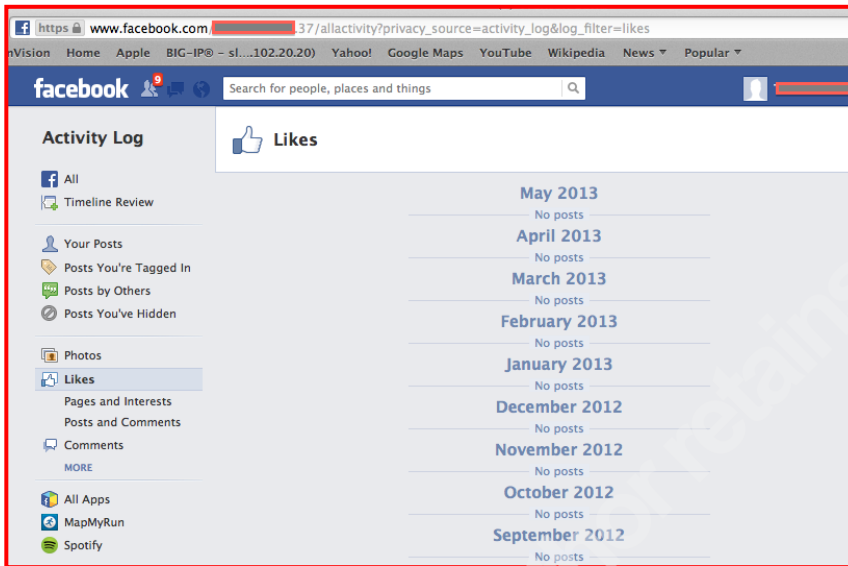 https www.facebook.com/ .37/allactivity?privacy_source=activity_log&log_filter=likes
nVision Home Apple BIG-IP® – sl....102.20.20) Yahoo! Google Maps YouTube Wikipedia News Popular
facebook 9 Search for people, places and things
Activity Log
Likes
All
Timeline Review
Your Posts
Posts You're Tagged In
Posts by Others
Posts You've Hidden
Photos
Likes
Pages and Interests
Posts and Comments
Comments
MORE
All Apps
MapMyRun
Spotify
May 2013
No posts
April 2013
No posts
March 2013
No posts
February 2013
No posts
January 2013
No posts
December 2012
No posts
November 2012
No posts
October 2012
No posts
September 2012
No posts
or retains